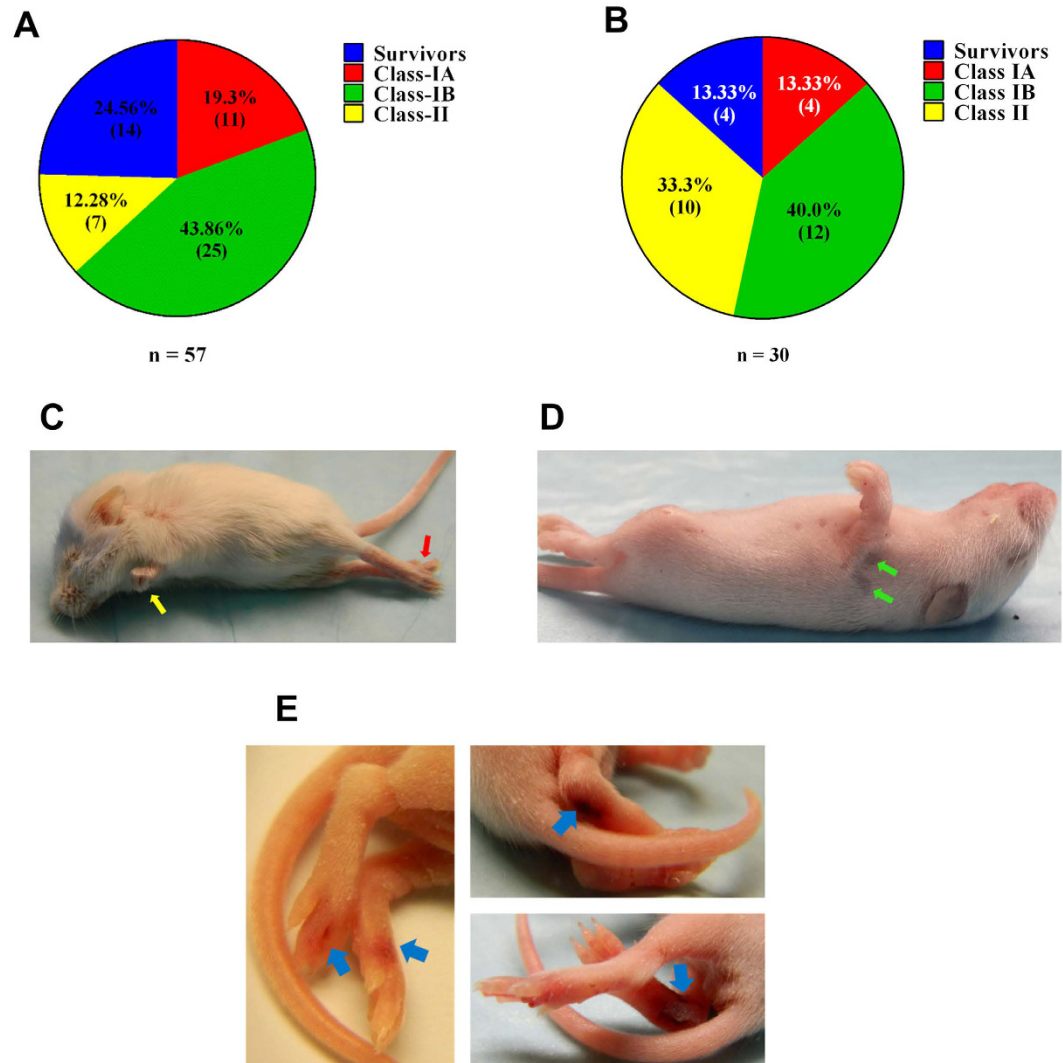 A
Survivors
Class-IA
Class-IB
Class-II
24.56%
(14)
19.3%
(11)
12.28%
(7)
43.86%
(25)
n = 57
B
Survivors
Class IA
Class IB
Class II
13.33%
(4)
13.33%
(4)
33.3%
(10)
40.0%
(12)
n = 30
C
D
E